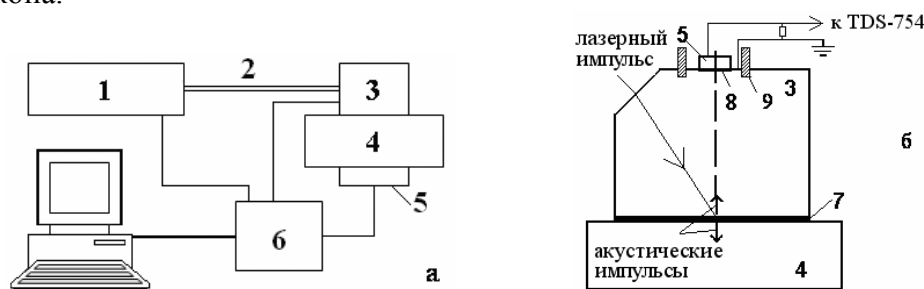 1
2
3
4
5
6
а
к TDS-754
лазерный
импульс
5
8
9
3
б
7
акустические
импульсы
4